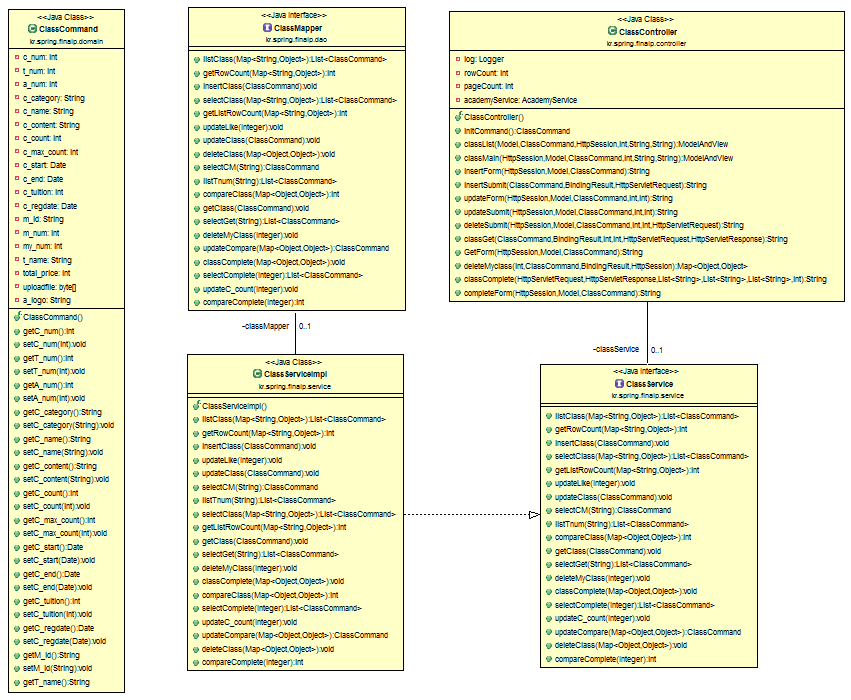 <<Java Class>>
ClassCommand
kr.spring.finalp.domain
c_num: int
t_num: int
a_num: int
c_category: String
c_name: String
c_content: String
c_count: int
c_max_count: int
c_start: Date
c_end: Date
c_tuition: int
c_regdate: Date
m_id: String
m_num: int
my_num: int
t_name: String
total_price: int
uploadfile: byte[]
a_logo: String
ClassCommand()
getC_num():int
setC_num(int):void
getT_num():int
setT_num(int):void
getA_num():int
setA_num(int):void
getC_category():String
setC_category(String):void
getC_name():String
setC_name(String):void
getC_content():String
setC_content(String):void
getC_count():int
setC_count(int):void
getC_max_count():int
setC_max_count(int):void
getC_start():Date
setC_start(Date):void
getC_end():Date
setC_end(Date):void
getC_tuition():int
setC_tuition(int):void
getC_regdate():Date
setC_regdate(Date):void
getM_id():String
setM_id(String):void
getT_name():String
<<Java Interface>>
ClassMapper
kr.spring.finalp.dao
listClass(Map<String,Object>):List<ClassCommand>
getRowCount(Map<String,Object>):int
insertClass(ClassCommand):void
selectClass(Map<String,Object>):List<ClassCommand>
getListRowCount(Map<String,Object>):int
updateLike(Integer):void
updateClass(ClassCommand):void
deleteClass(Map<Object,Object>):void
selectCM(String):ClassCommand
listTnum(String):List<ClassCommand>
compareClass(Map<Object,Object>):int
getClass(ClassCommand):void
selectGet(String):List<ClassCommand>
deleteMyClass(Integer):void
updateCompare(Map<Object,Object>):ClassCommand
classComplete(Map<Object,Object>):void
selectComplete(Integer):List<ClassCommand>
updateC_count(Integer):void
compareComplete(Integer):int
-classMapper 0..1
<<Java Class>>
ClassServiceImpl
kr.spring.finalp.service
ClassServiceImpl()
listClass(Map<String,Object>):List<ClassCommand>
getRowCount(Map<String,Object>):int
insertClass(ClassCommand):void
updateLike(Integer):void
updateClass(ClassCommand):void
selectCM(String):ClassCommand
listTnum(String):List<ClassCommand>
selectClass(Map<String,Object>):List<ClassCommand>
getListRowCount(Map<String,Object>):int
getClass(ClassCommand):void
selectGet(String):List<ClassCommand>
deleteMyClass(Integer):void
classComplete(Map<Object,Object>):void
compareClass(Map<Object,Object>):int
selectComplete(Integer):List<ClassCommand>
updateC_count(Integer):void
updateCompare(Map<Object,Object>):ClassCommand
deleteClass(Map<Object,Object>):void
compareComplete(Integer):int
<<Java Class>>
ClassController
kr.spring.finalp.controller
log: Logger
rowCount: int
pageCount: int
academyService: AcademyService
ClassController()
initCommand():ClassCommand
classList(Model,ClassCommand,HttpSession,int,String,String):ModelAndView
classMain(HttpSession,Model,ClassCommand,int,String,String):ModelAndView
insertForm(HttpSession,Model,ClassCommand):String
insertSubmit(ClassCommand,BindingResult,HttpServletRequest):String
updateForm(HttpSession,Model,ClassCommand,int,int):String
updateSubmit(HttpSession,Model,ClassCommand,int,int):String
deleteSubmit(HttpSession,Model,ClassCommand,int,int,HttpServletRequest):String
classGet(ClassCommand,BindingResult,int,int,HttpServletRequest,HttpServletResponse):String
GetForm(HttpSession,Model,ClassCommand):String
deleteMyclass(int,ClassCommand,BindingResult,HttpSession):Map<Object,Object>
classComplete(HttpServletRequest,HttpServletResponse,List<String>,List<String>,List<String>,int):String
completeForm(HttpSession,Model,ClassCommand):String
-classService 0..1
<<Java Interface>>
ClassService
kr.spring.finalp.service
listClass(Map<String,Object>):List<ClassCommand>
getRowCount(Map<String,Object>):int
insertClass(ClassCommand):void
selectClass(Map<String,Object>):List<ClassCommand>
getListRowCount(Map<String,Object>):int
updateLike(Integer):void
updateClass(ClassCommand):void
selectCM(String):ClassCommand
listTnum(String):List<ClassCommand>
compareClass(Map<Object,Object>):int
getClass(ClassCommand):void
selectGet(String):List<ClassCommand>
deleteMyClass(Integer):void
classComplete(Map<Object,Object>):void
selectComplete(Integer):List<ClassCommand>
updateC_count(Integer):void
updateCompare(Map<Object,Object>):ClassCommand
deleteClass(Map<Object,Object>):void
compareComplete(Integer):int